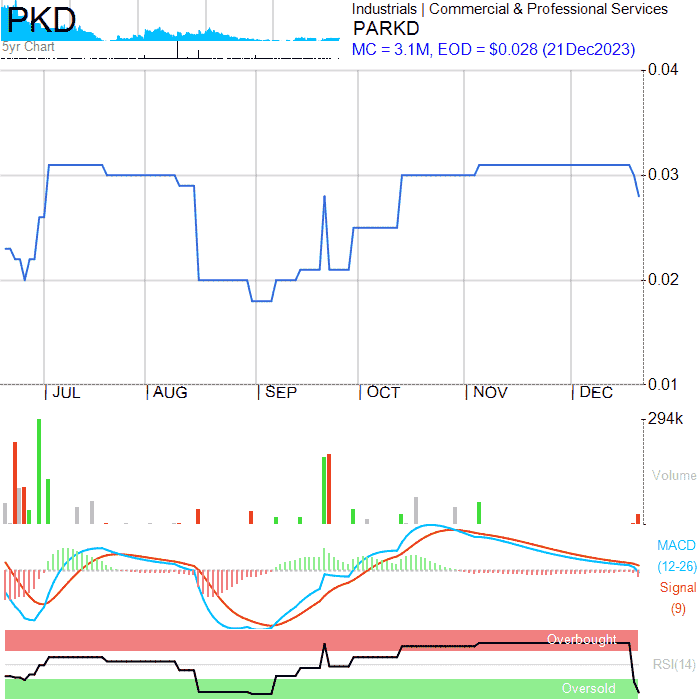 PKD
5yr Chart
Industrials | Commercial & Professional Services
PARKD
MC = 3.1M, EOD = $0.028 (21Dec2023)
0.04
0.03
0.02
0.01
JUL AUG SEP OCT NOV DEC
294k
Volume
MACD
(12-26)
Signal
(9)
Overbought
RSI(14)
Oversold